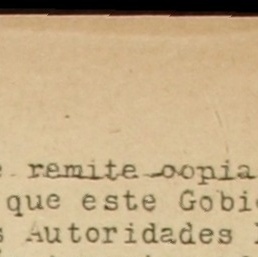 remite copia
que este Gobi
s Autoridades